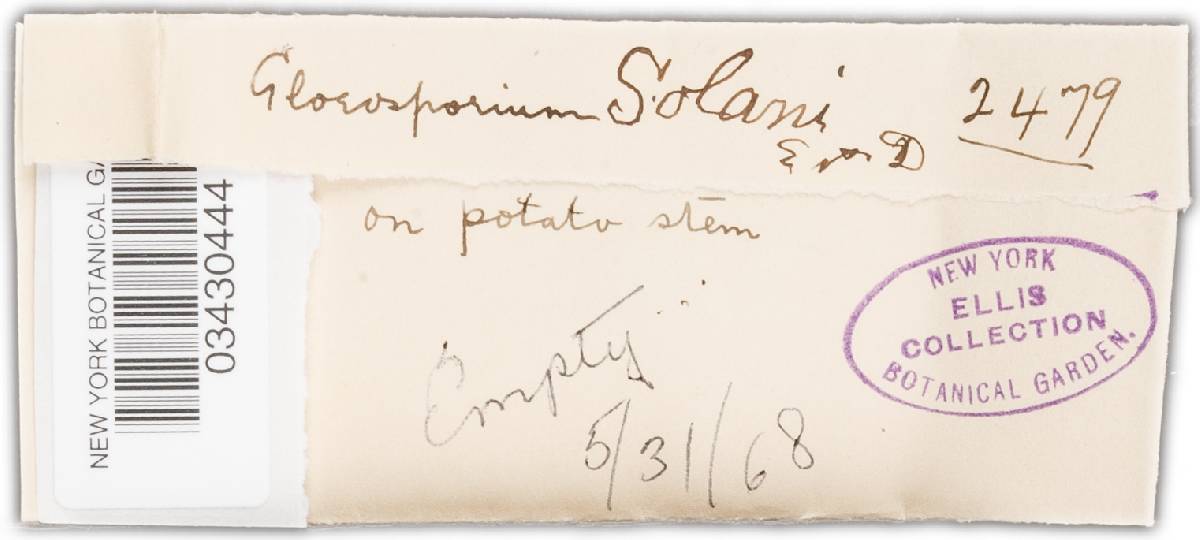 Gloeosporium Solani
2479
E &  D
on potato stem
Empty
5/31/68
NEW YORK
ELLIS
COLLECTION
BOTANICAL GARDEN.
NEW YORK BOTANICAL GA
03430444